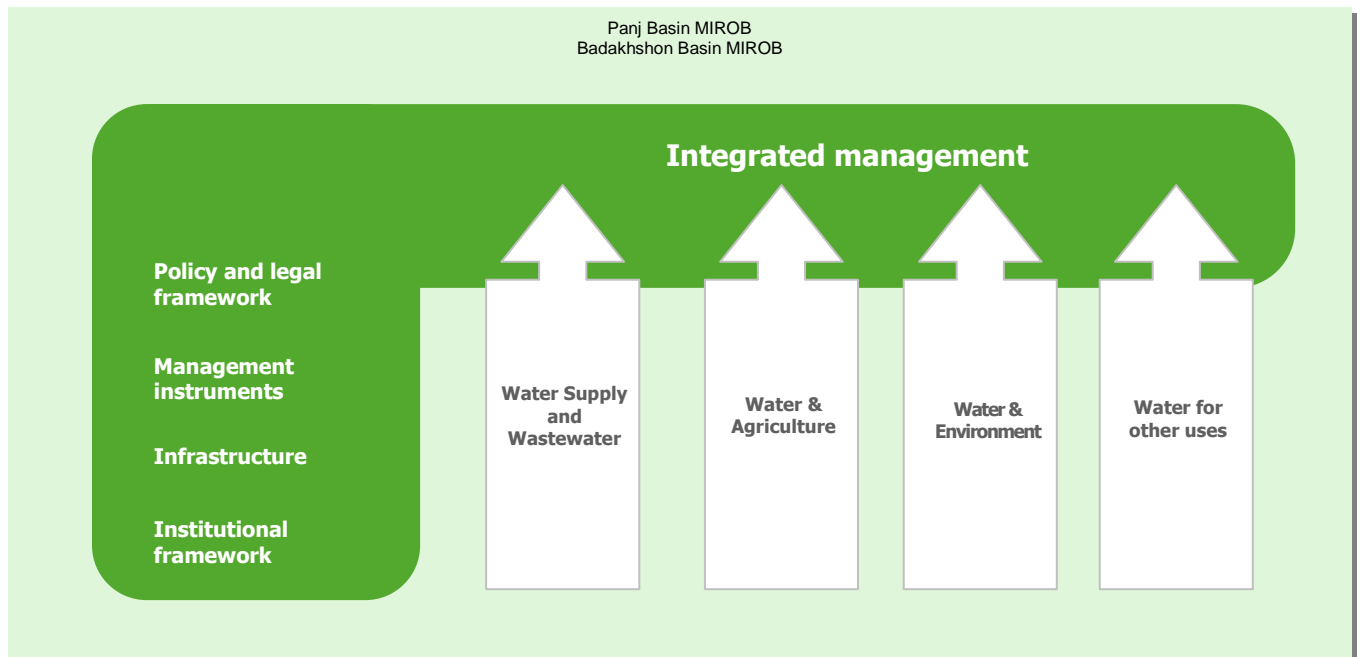 Panj Basin MIROB
Badakhshon Basin MIROB
Integrated management
Policy and legal
framework
Management
instruments
Infrastructure
Institutional
framework
Water Supply
and
Wastewater
Water &
Agriculture
Water &
Environment
Water for
other uses